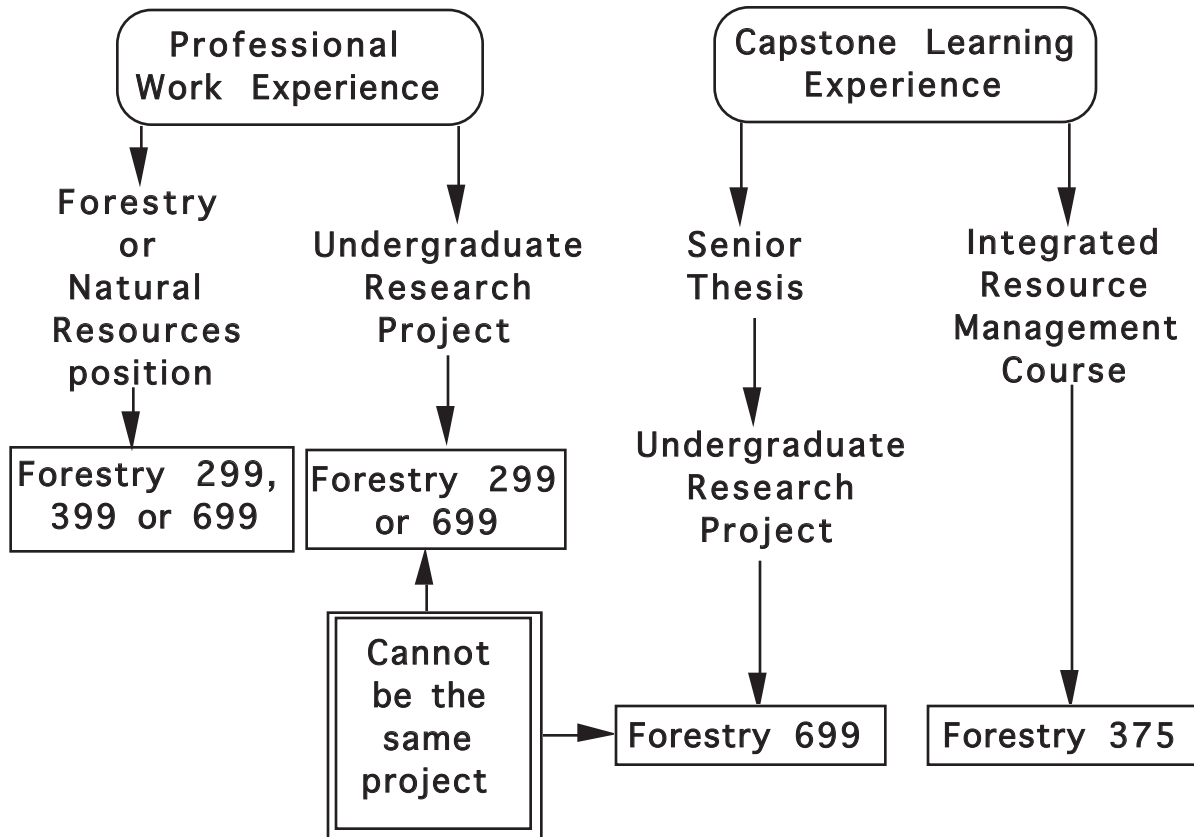 Professional
Work Experience
Capstone Learning
Experience
Forestry
or
Natural
Resources
position
Undergraduate
Research
Project
Senior
Thesis
Integrated
Resource
Management
Course
Forestry 299,
399 or 699
Forestry 299
or 699
Undergraduate
Research
Project
Cannot
be the
same
project
Forestry 699
Forestry 375